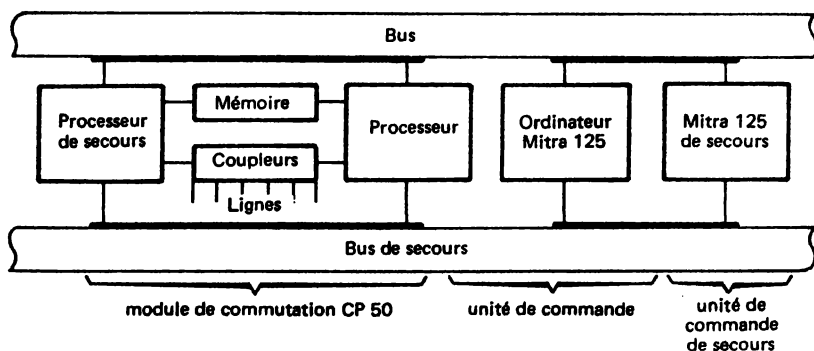 Bus
Processeur
de secours
Mémoire
Coupleurs
Lignes
Processeur
Ordinateur
Mitra 125
Mitra 125
de secours
Bus de secours
module de commutation CP 50
unité de commande
unité de
commande
de secours